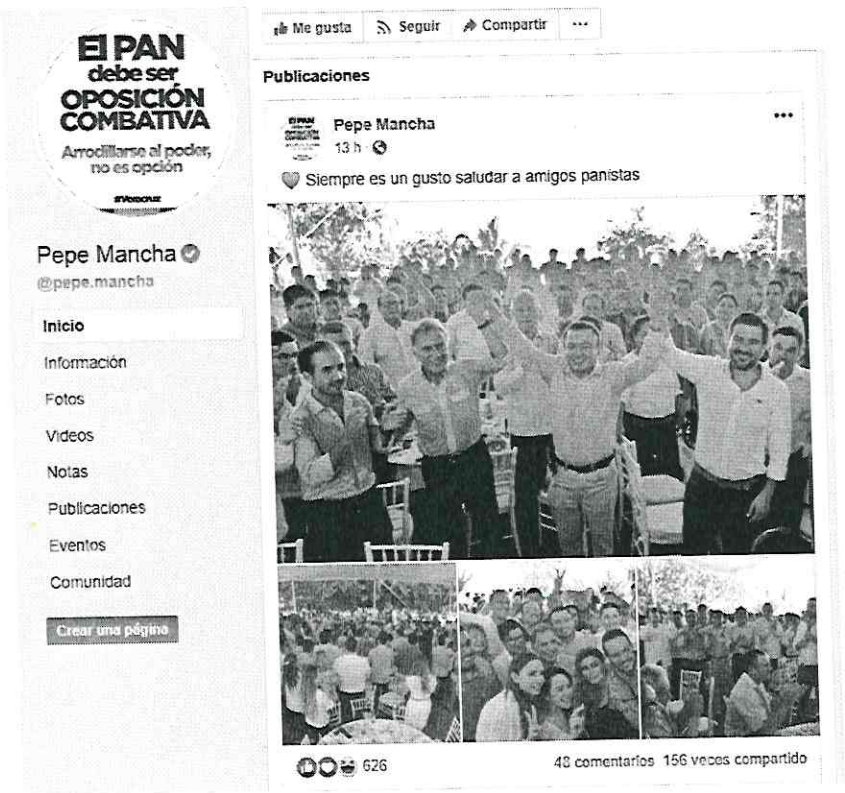 El PAN
debe ser
OPOSICIÓN
COMBATIVA
Arrodillarse al poder,
no es opción
#Veracruz
Pepe Mancha
@pepe.mancha
Inicio
Información
Fotos
Videos
Notas
Publicaciones
Eventos
Comunidad
Crear una página
Me gusta
Seguir
Compartir
Publicaciones
Pepe Mancha
13 h
Siempre es un gusto saludar a amigos panistas
626
48 comentarios 156 veces compartido